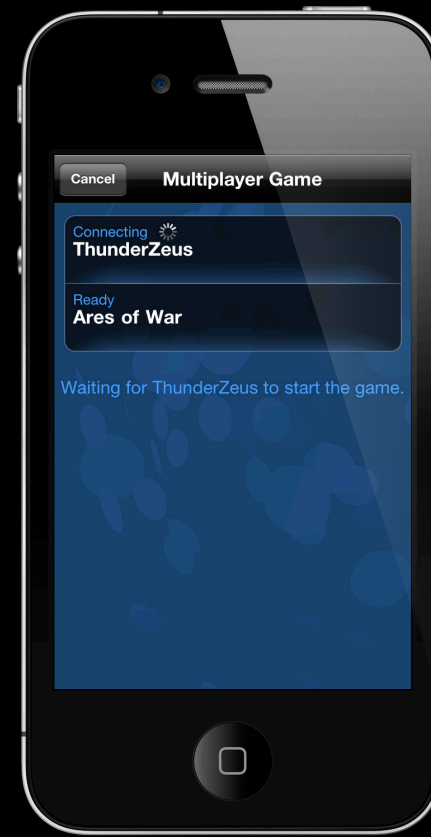 Cancel
Multiplayer Game
Connecting
ThunderZeus
Ready
Ares of War
Waiting for ThunderZeus to start the game.